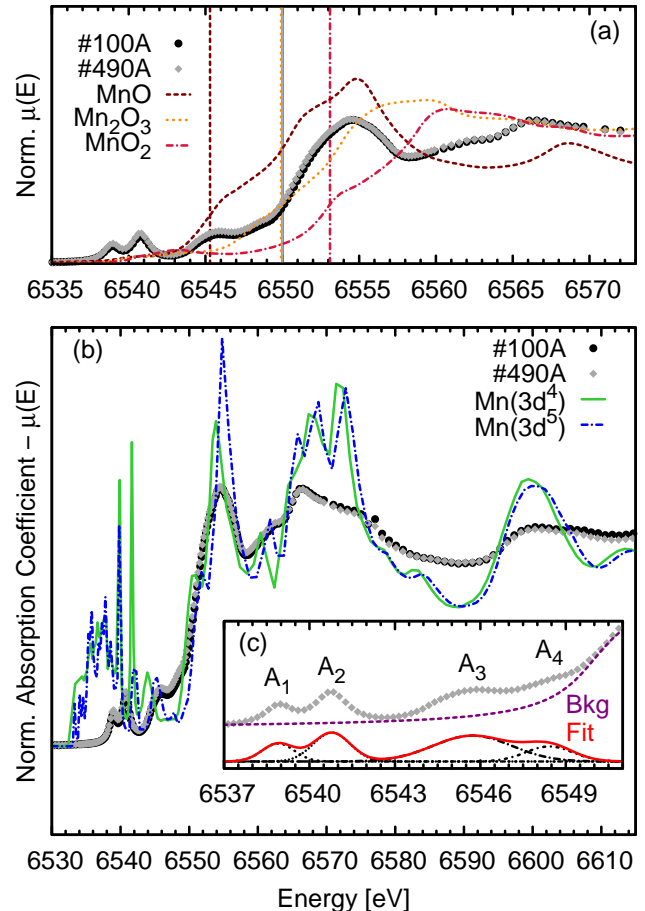 (a)
#100A
#490A
MnO
Mn₂O₃
MnO₂
Norm. μ(E)
6535 6540 6545 6550 6555 6560 6565 6570
(b)
#100A
#490A
Mn(3d⁴)
Mn(3d⁵)
Norm. Absorption Coefficient – μ(E)
(c)
A₁ A₂ A₃ A₄
Bkg
Fit
6537 6540 6543 6546 6549
6530 6540 6550 6560 6570 6580 6590 6600 6610
Energy [eV]